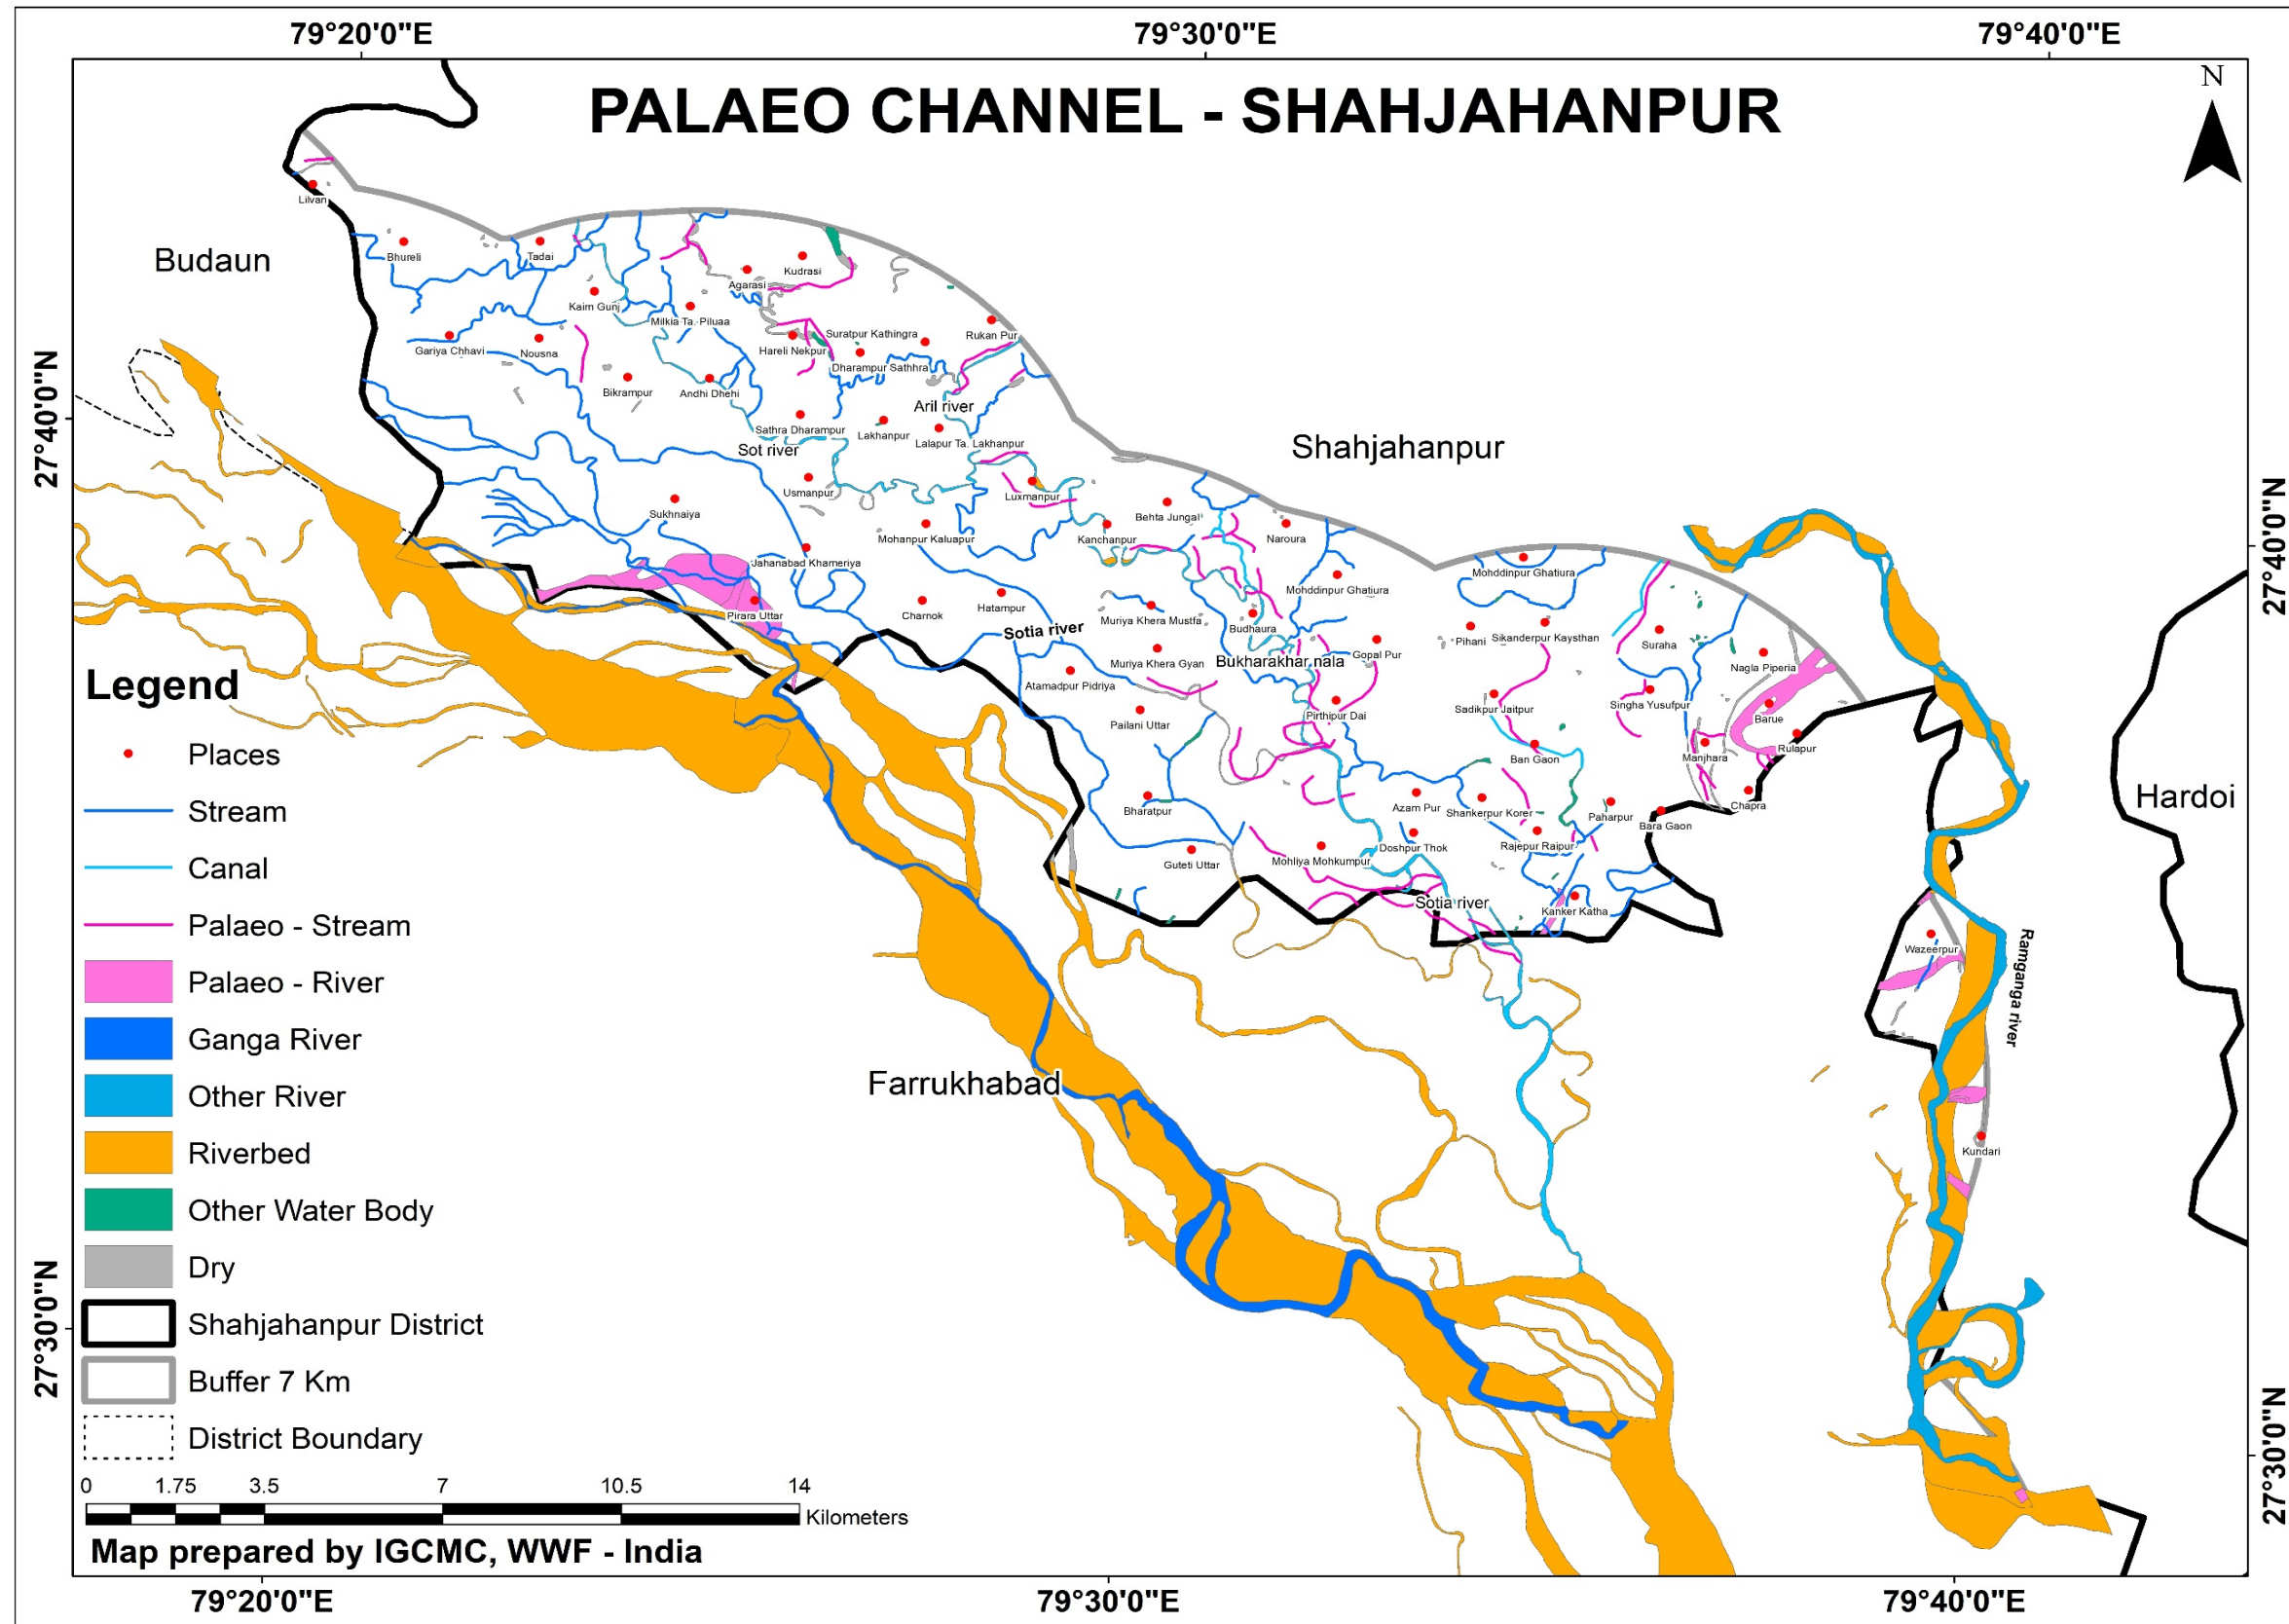 79°20'0"E
79°30'0"E
79°40'0"E
N
PALAEO CHANNEL - SHAHJAHANPUR
Lilvan
Budaun
Bhureli
Tadai
Kudrasi
Agarasi
Kaim Gunj
Milkia Ta. Piluaa
Suratpur Kathingra
Rukan Pur
Gariya Chhavi
Nousna
Hareli Nekpur
Dharampur Sathhra
Bikrampur
Andhi Dhehi
Aril river
27°40'0"N
Sathra Dharampur
Lakhanpur
Lalapur Ta. Lakhanpur
Sot river
Shahjahanpur
Usmanpur
Luxmanpur
Sukhnaiya
Behta Jungal
27°40'0"N
Mohanpur Kaluapur
Kanchanpur
Naroura
Jahanabad Khameriya
Mohddinpur Ghatiura
Mohddinpur Ghatiura
Pirara Uttar
Charnok
Hatampur
Muriya Khera Mustfa
Budhaura
Sotia river
Pihani
Sikanderpur Kaysthan
Suraha
Muriya Khera Gyan
Bukharakhar nala
Gopal Pur
Nagla Piperia
Atamadpur Pidriya
Pailani Uttar
Pirthipur Dai
Sadikpur Jaitpur
Singha Yusufpur
Barue
Rulapur
Ban Gaon
Manjhara
Hardoi
Bharatpur
Azam Pur
Shankerpur Korer
Paharpur
Chapra
Bara Gaon
Guteti Uttar
Mohliya Mohkumpur
Doshpur Thok
Rajepur Raipur
Sotia river
Kanker Katha
Wazeerpur
Ramganga river
Farrukhabad
Kundari
Legend
Places
Stream
Canal
Palaeo - Stream
Palaeo - River
Ganga River
Other River
Riverbed
Other Water Body
Dry
Shahjahanpur District
Buffer 7 Km
District Boundary
27°30'0"N
27°30'0"N
0 1.75 3.5 7 10.5 14
Kilometers
Map prepared by IGCMC, WWF - India
79°20'0"E
79°30'0"E
79°40'0"E